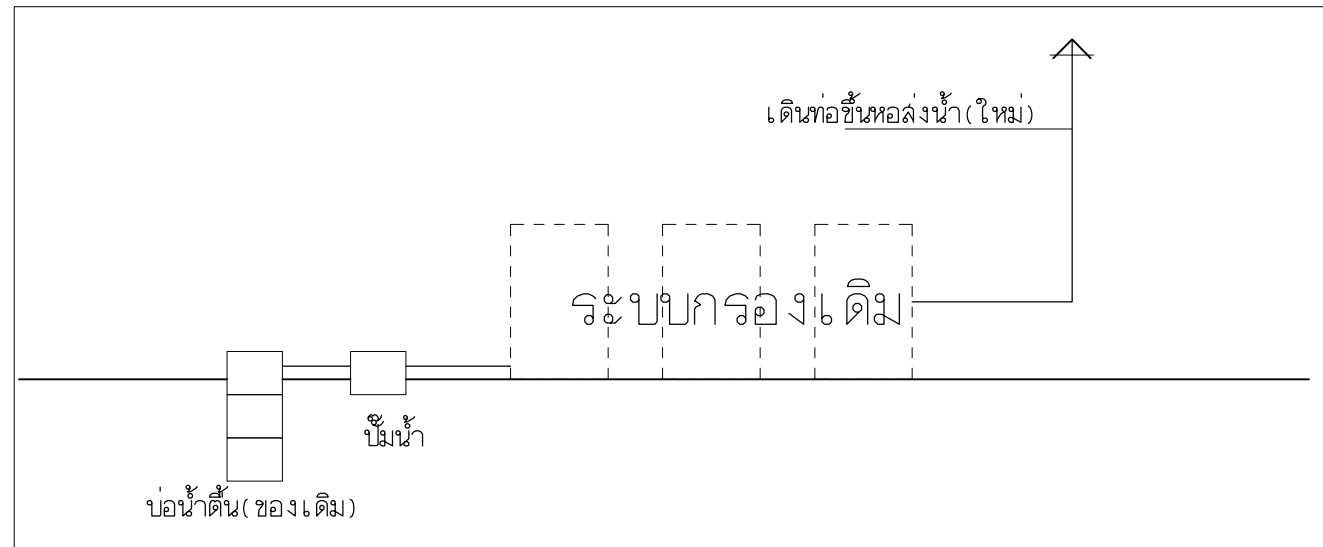 เดินท่อขึ้นหอส่งน้ำ(ใหม่)
ระบบกรองเดิม
ปั๊มน้ำ
บ่อน้ำตื้น(ของเดิม)